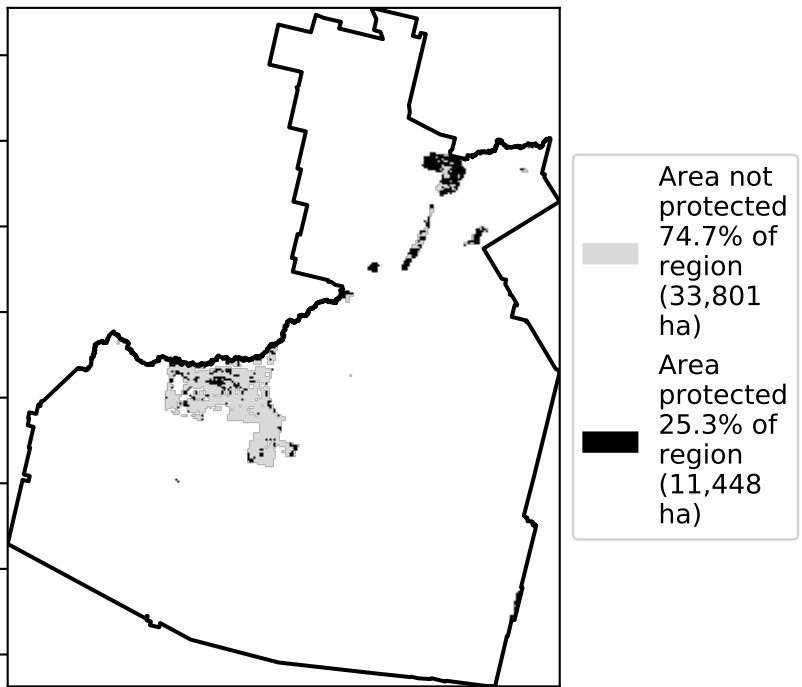 Area not
protected
74.7% of
region
(33,801
ha)
Area
protected
25.3% of
region
(11,448
ha)